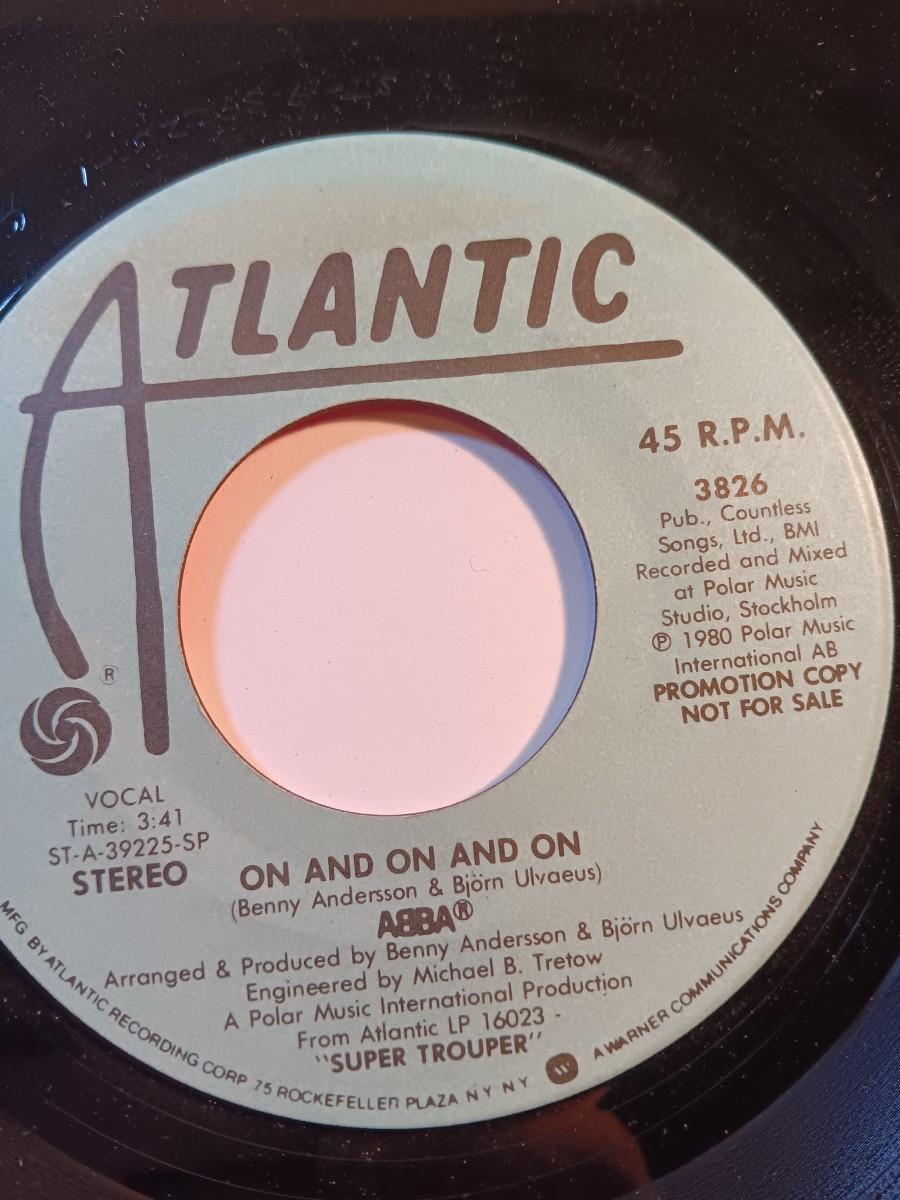 ATLANTIC
®
45 R.P.M.
3826
Pub., Countless
Songs, Ltd., BMI
Recorded and Mixed
at Polar Music
Studio, Stockholm
℗ 1980 Polar Music
International AB
PROMOTION COPY
NOT FOR SALE
VOCAL
Time: 3:41
ST-A-39225-SP
STEREO
ON AND ON AND ON
(Benny Andersson & Björn Ulvaeus)
ABBA®
Arranged & Produced by Benny Andersson & Björn Ulvaeus
Engineered by Michael B. Tretow
A Polar Music International Production
From Atlantic LP 16023 -
"SUPER TROUPER"
MFG BY ATLANTIC RECORDING CORP 75 ROCKEFELLER PLAZA N Y N Y A WARNER COMMUNICATIONS COMPANY